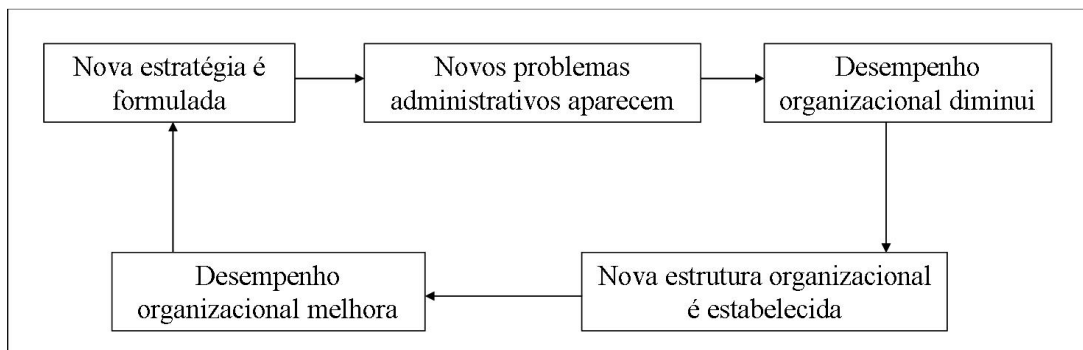 Nova estratégia é
formulada
Novos problemas
administrativos aparecem
Desempenho
organizacional diminui
Nova estrutura organizacional
é estabelecida
Desempenho
organizacional melhora